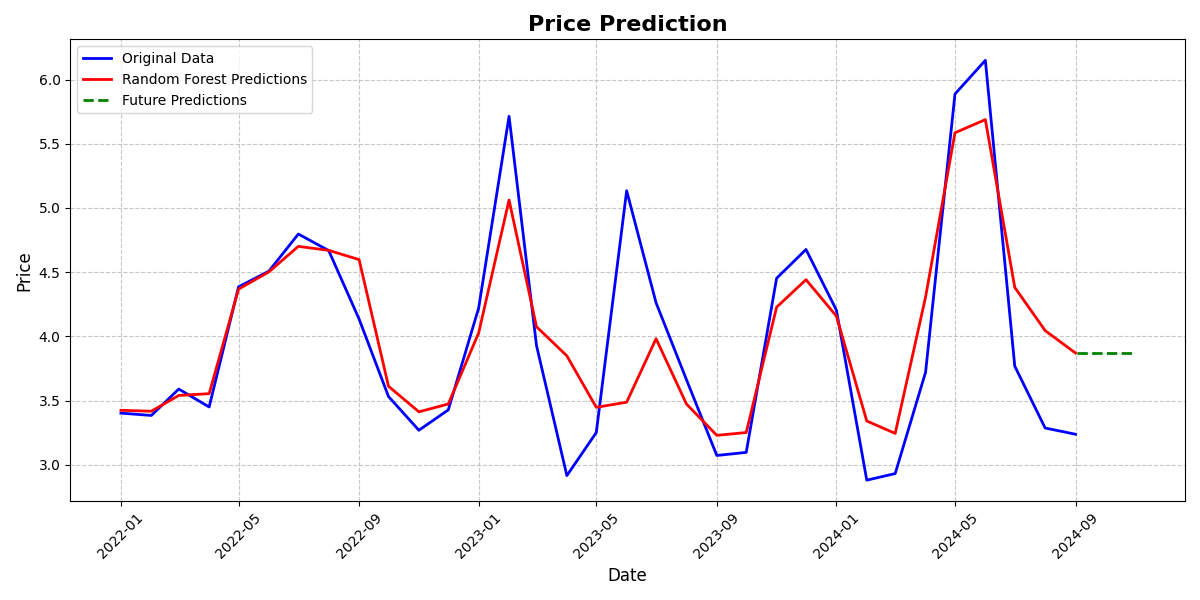 Price Prediction
Original Data
Random Forest Predictions
Future Predictions
Price
6.0
5.5
5.0
4.5
4.0
3.5
3.0
2022-01
2022-05
2022-09
2023-01
2023-05
2023-09
2024-01
2024-05
2024-09
Date